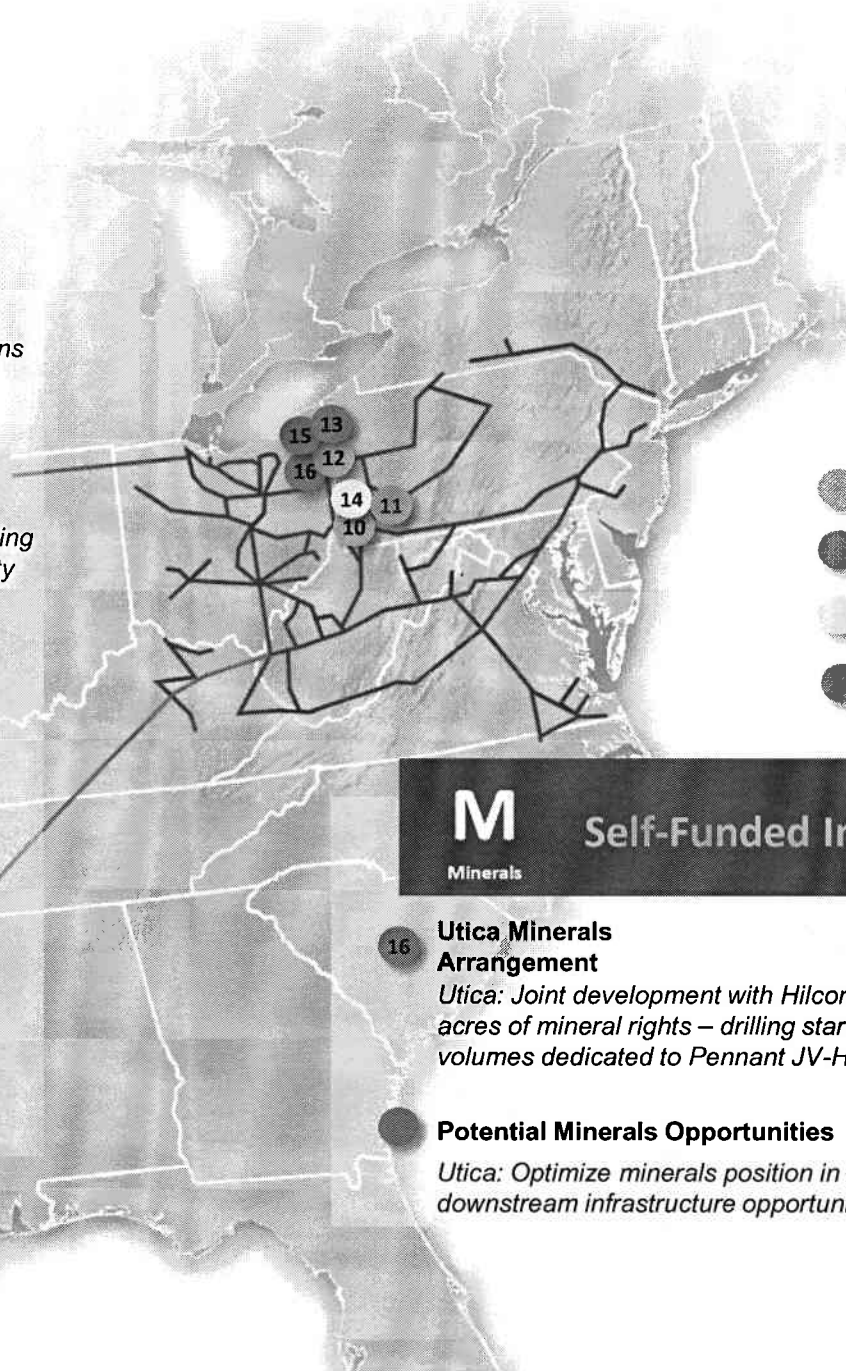 ns
ing
ty
13
15
12
16
14
11
10
M
Minerals
Self-Funded In
16
Utica Minerals
Arrangement
Utica: Joint development with Hilcor
acres of mineral rights – drilling star
volumes dedicated to Pennant JV-H
Potential Minerals Opportunities
Utica: Optimize minerals position in
downstream infrastructure opportuni